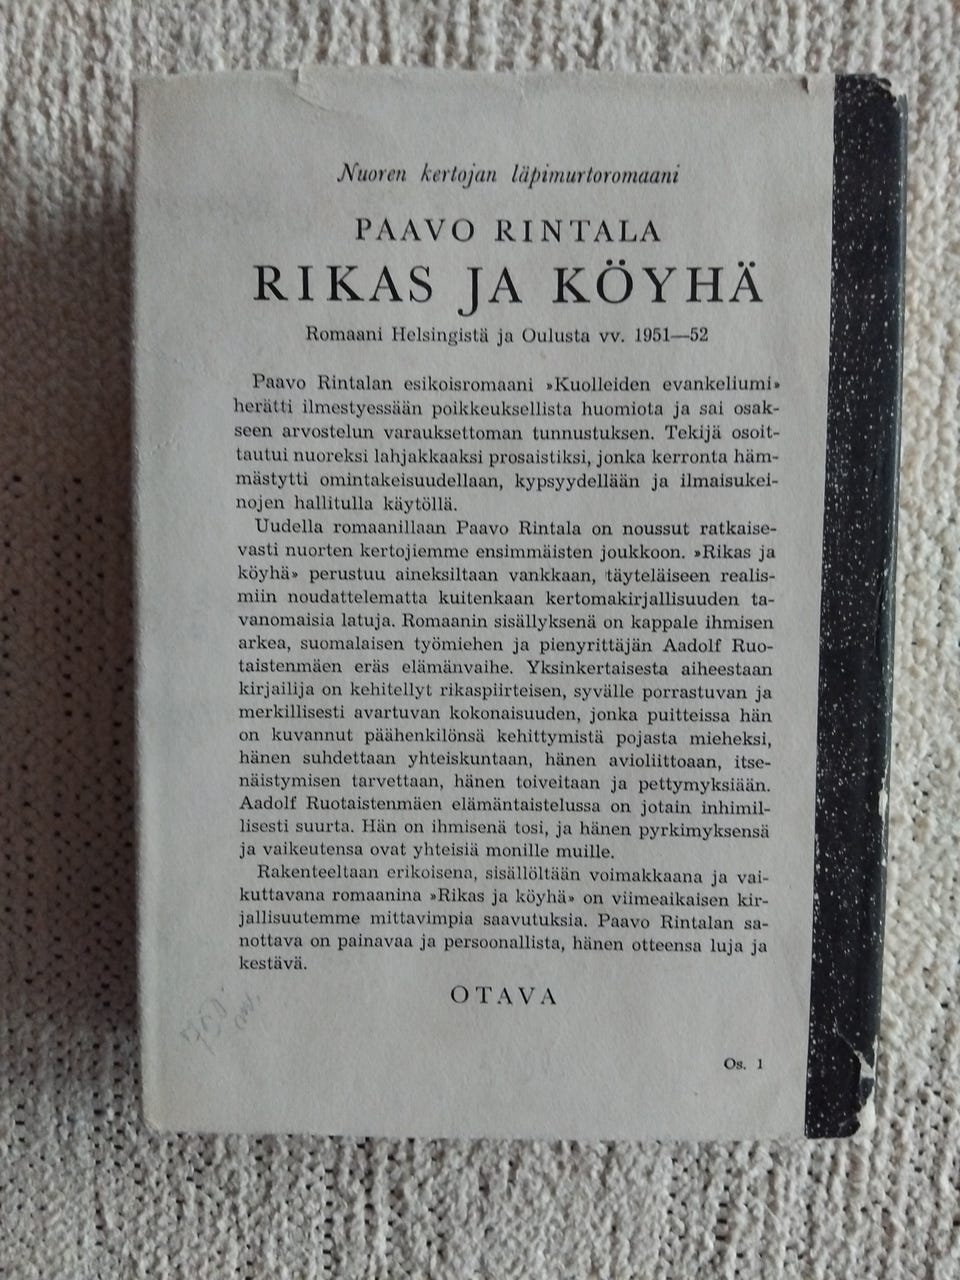 Nuoren kertojan läpimurtoromaani
PAAVO RINTALA
RIKAS JA KÖYHÄ
Romaani Helsingistä ja Oulusta vv. 1951—52
Paavo Rintalan esikoisromaani »Kuolleiden evankeliumi»
herätti ilmestyessään poikkeuksellista huomiota ja sai osak-
seen arvostelun varauksettoman tunnustuksen. Tekijä osoit-
tautui nuoreksi lahjakkaaksi prosaistiksi, jonka kerronta häm-
mästytti omintakeisuudellaan, kypsyydellään ja ilmaisukei-
nojen hallitulla käytöllä.
Uudella romaanillaan Paavo Rintala on noussut ratkaise-
vasti nuorten kertojiemme ensimmäisten joukkoon. »Rikas ja
köyhä» perustuu aineksiltaan vankkaan, täyteläiseen realis-
miin noudattelematta kuitenkaan kertomakirjallisuuden ta-
vanomaisia latuja. Romaanin sisällyksenä on kappale ihmisen
arkea, suomalaisen työmiehen ja pienyrittäjän Aadolf Ruo-
taistenmäen eräs elämänvaihe. Yksinkertaisesta aiheestaan
kirjailija on kehitellyt rikaspiirteisen, syvälle porrastuvan ja
merkillisesti avartuvan kokonaisuuden, jonka puitteissa hän
on kuvannut päähenkilönsä kehittymistä pojasta mieheksi,
hänen suhdettaan yhteiskuntaan, hänen avioliittoaan, itse-
näistymisen tarvettaan, hänen toiveitaan ja pettymyksiään.
Aadolf Ruotaistenmäen elämäntaistelussa on jotain inhimil-
lisesti suurta. Hän on ihmisenä tosi, ja hänen pyrkimyksensä
ja vaikeutensa ovat yhteisiä monille muille.
Rakenteeltaan erikoisena, sisällöltään voimakkaana ja vai-
kuttavana romaanina »Rikas ja köyhä» on viimeaikaisen kir-
jallisuutemme mittavimpia saavutuksia. Paavo Rintalan sa-
nottava on painavaa ja persoonallista, hänen otteensa luja ja
kestävä.
OTAVA
Os. 1